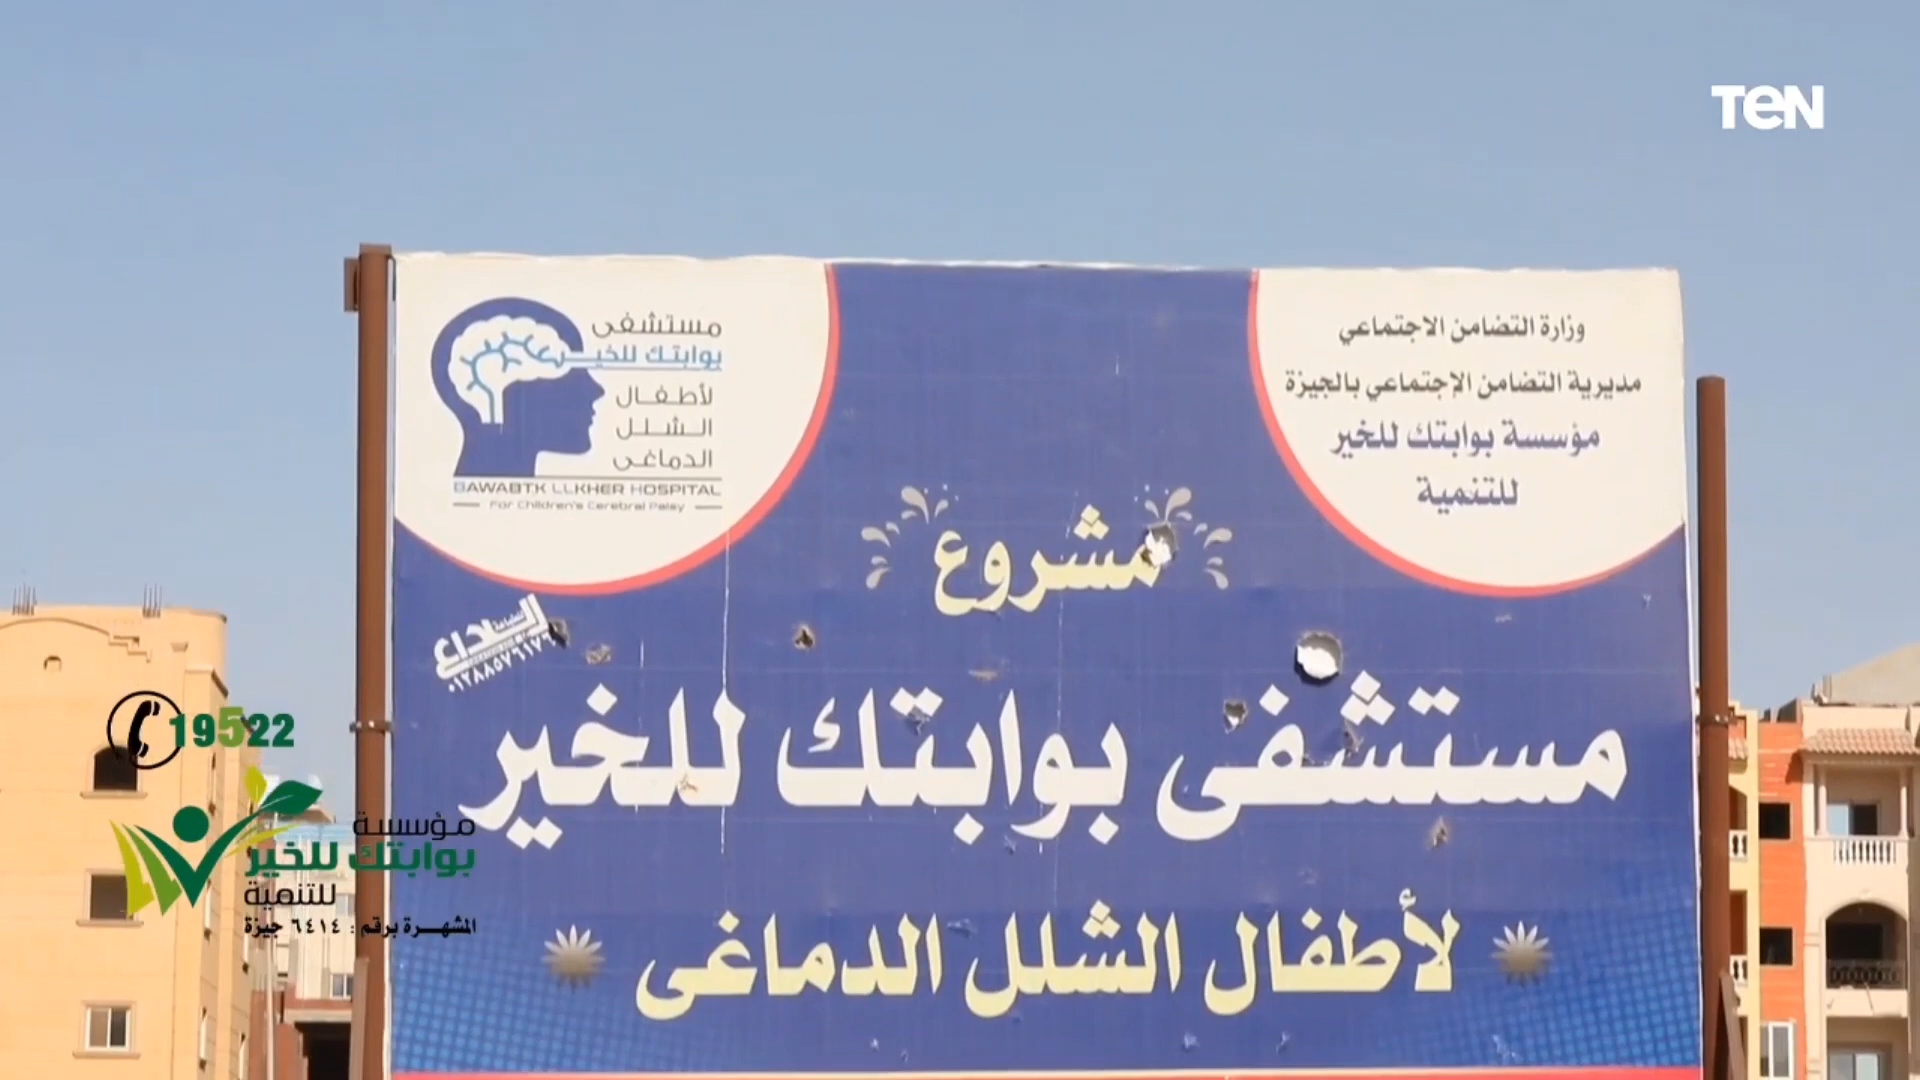 TeN
مستشفى
بوابتك للخير
لأطفال
الشلل
الدماغى
BAWABTK LLKHER HOSPITAL
For Children's Cerebral Palsy
وزارة التضامن الاجتماعي
مديرية التضامن الإجتماعي بالجيزة
مؤسسة بوابتك للخير
للتنمية
مشروع
مستشفى بوابتك للخير
لأطفال الشلل الدماغى
19522
مؤسسة
بوابتك للخير
للتنمية
المشهرة برقم : ٦٤١٤ جيزة